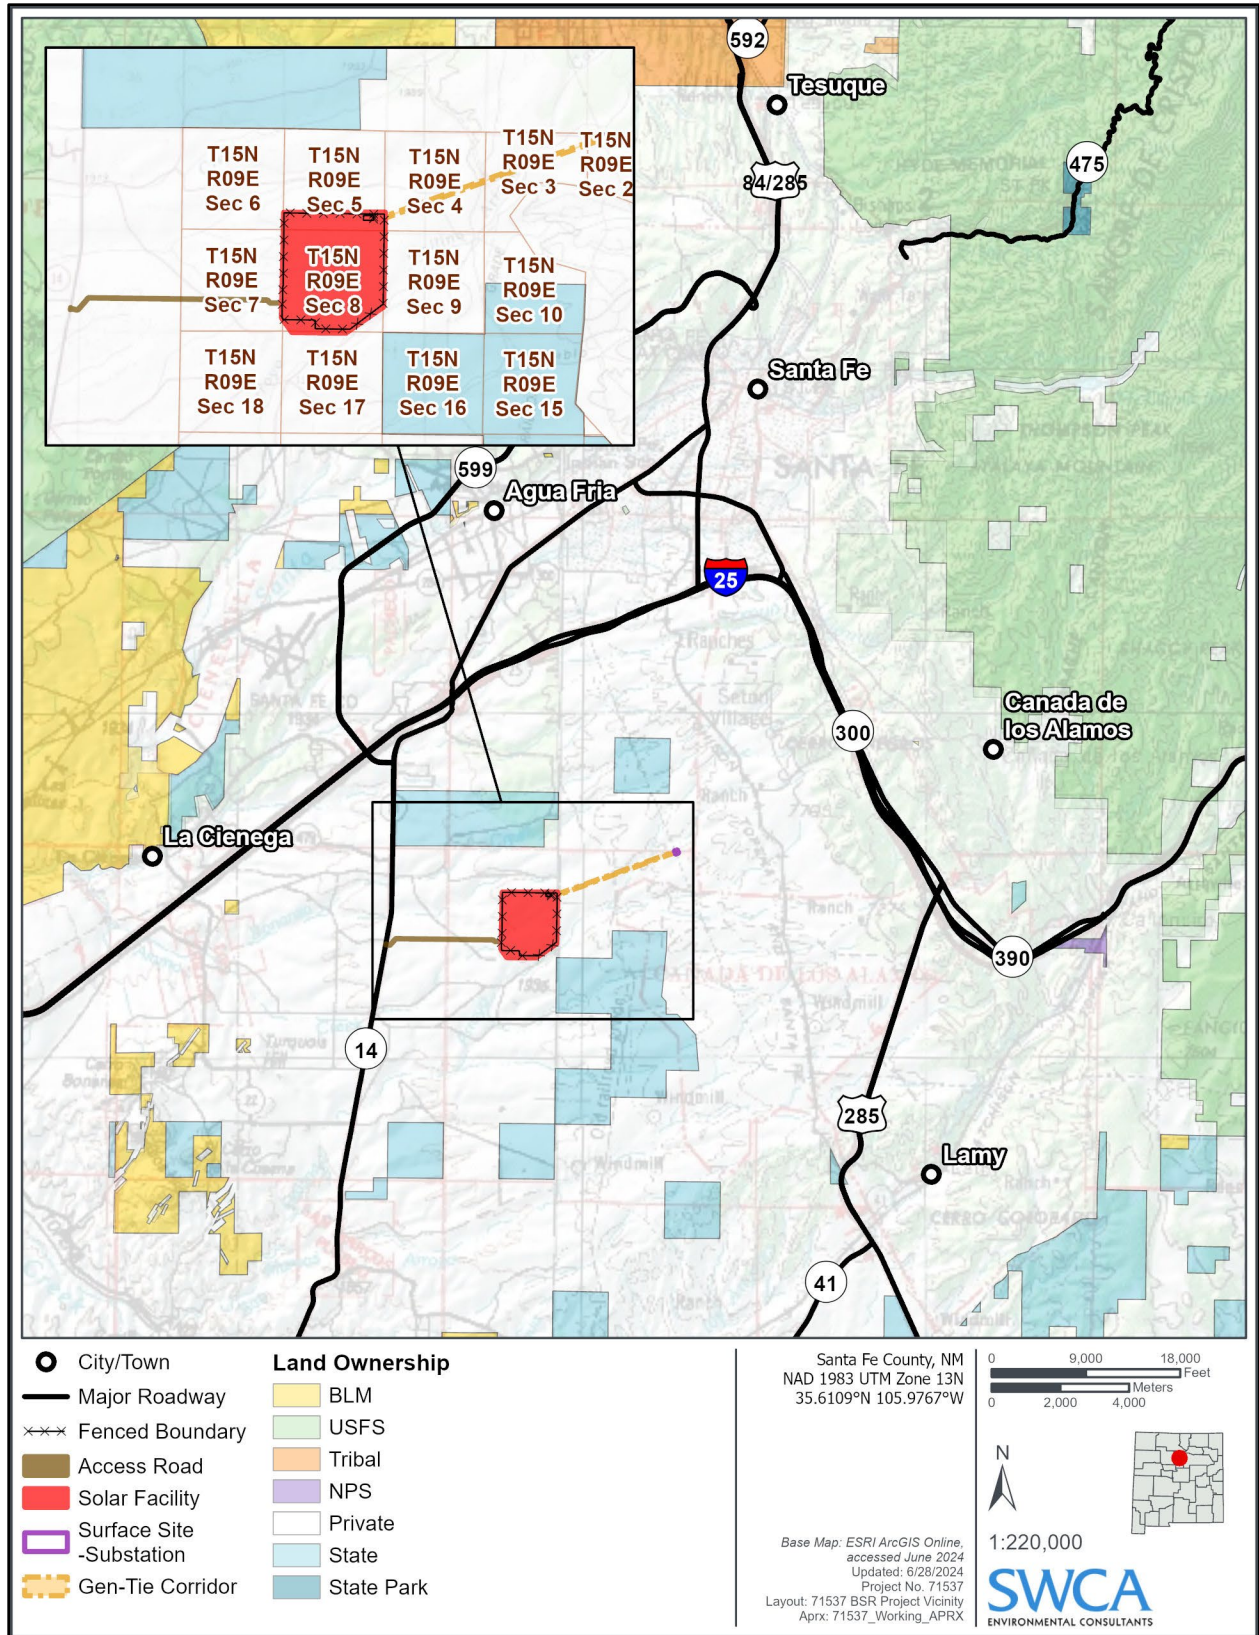 592
Tesuque
475
84/285
T15N
R09E
Sec 6
T15N
R09E
Sec 5
T15N
R09E
Sec 4
T15N
R09E
Sec 3
T15N
R09E
Sec 2
T15N
R09E
Sec 7
T15N
R09E
Sec 8
T15N
R09E
Sec 9
T15N
R09E
Sec 10
T15N
R09E
Sec 18
T15N
R09E
Sec 17
T15N
R09E
Sec 16
T15N
R09E
Sec 15
Santa Fe
SANTA
599
Agua Fria
25
Ranches
Canada de
los Alamos
300
Ranch
La Cienega
Ranch
390
Windmill
14
285
Windmill
Windmill
Lamy
41
Ranch
City/Town
Major Roadway
Fenced Boundary
Access Road
Solar Facility
Surface Site
-Substation
Gen-Tie Corridor
Land Ownership
BLM
USFS
Tribal
NPS
Private
State
State Park
Santa Fe County, NM
NAD 1983 UTM Zone 13N
35.6109°N 105.9767°W
Base Map: ESRI ArcGIS Online,
accessed June 2024
Updated: 6/28/2024
Project No. 71537
Layout: 71537 BSR Project Vicinity
Aprx: 71537_Working_APRX
0 9,000 18,000
Feet
Meters
0 2,000 4,000
N
1:220,000
SWCA
ENVIRONMENTAL CONSULTANTS